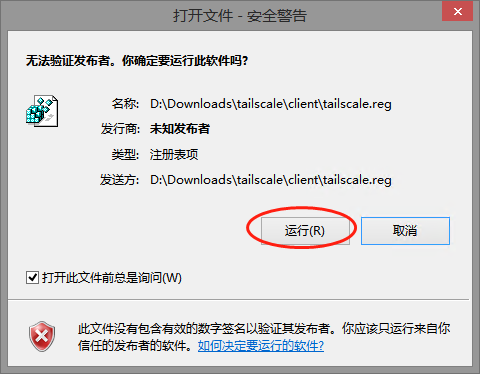 打开文件 - 安全警告
无法验证发布者。你确定要运行此软件吗?
名称: D:\Downloads\tailscale\client\tailscale.reg
发行商: 未知发布者
类型: 注册表项
发送方: D:\Downloads\tailscale\client\tailscale.reg
运行(R) 取消
打开此文件前总是询问(W)
此文件没有包含有效的数字签名以验证其发布者。你应该只运行来自你
信任的发布者的软件。如何决定要运行的软件?